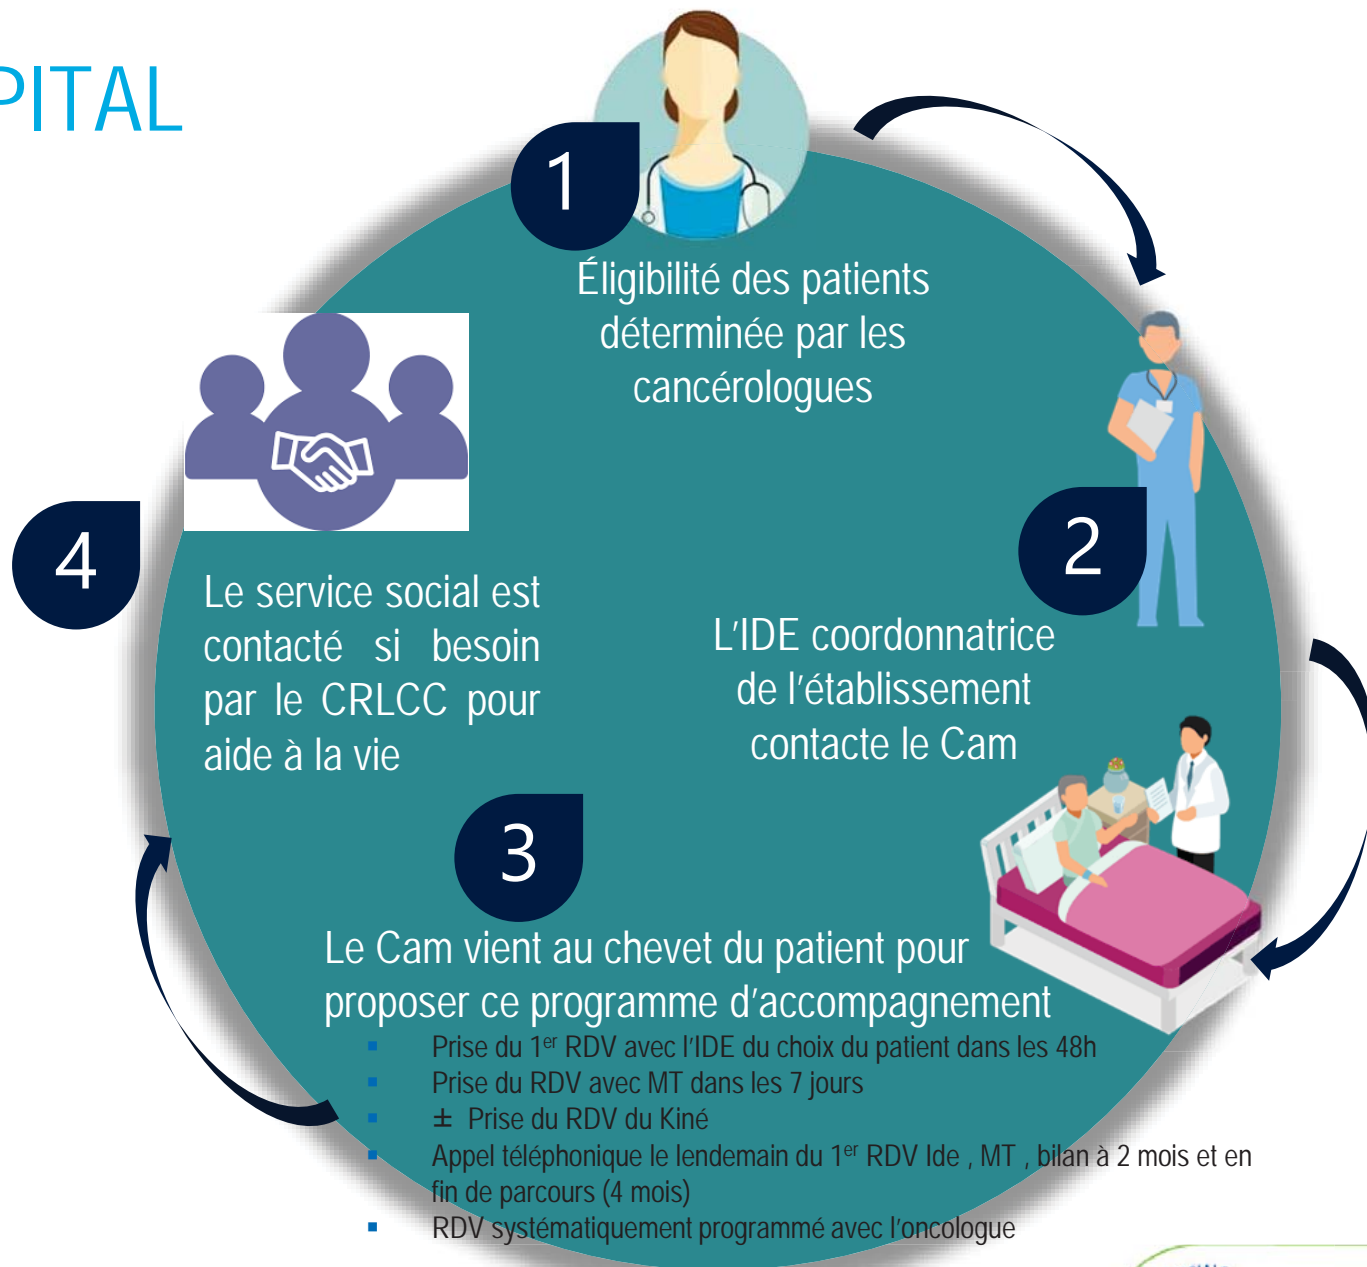 PITAL
1
Éligibilité des patients
déterminée par les
cancérologues
2
L'IDE coordonnatrice
de l'établissement
contacte le Cam
3
Le Cam vient au chevet du patient pour
proposer ce programme d'accompagnement
▪ Prise du 1er RDV avec l'IDE du choix du patient dans les 48h
▪ Prise du RDV avec MT dans les 7 jours
▪ ± Prise du RDV du Kiné
▪ Appel téléphonique le lendemain du 1er RDV Ide , MT , bilan à 2 mois et en
fin de parcours (4 mois)
▪ RDV systématiquement programmé avec l'oncologue
4
Le service social est
contacté si besoin
par le CRLCC pour
aide à la vie